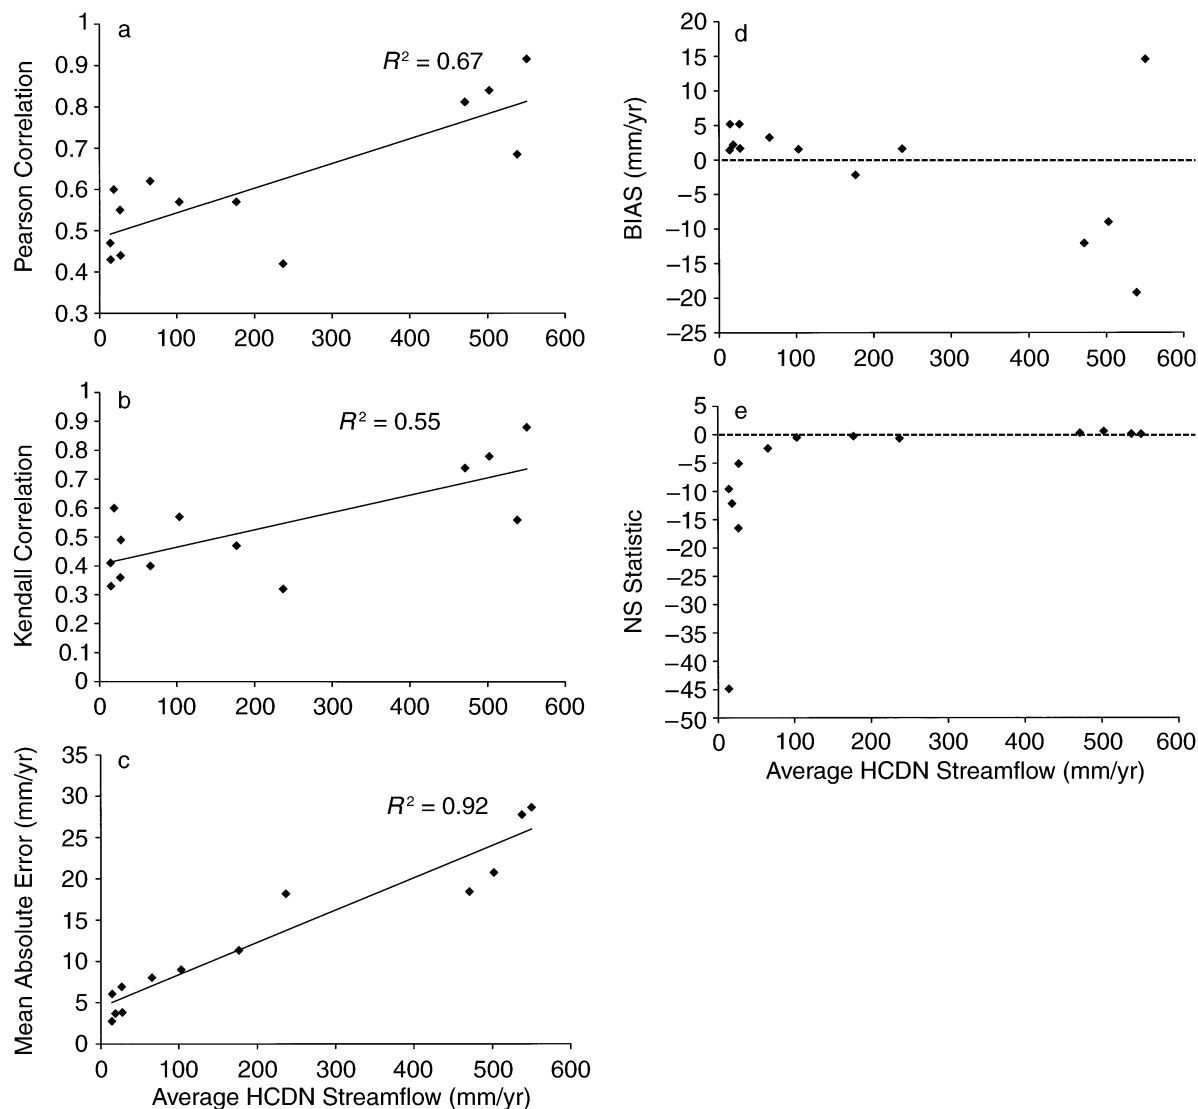 a
R² = 0.67
Pearson Correlation
1
0.9
0.8
0.7
0.6
0.5
0.4
0.3
0 100 200 300 400 500 600
b
R² = 0.55
Kendall Correlation
1
0.9
0.8
0.7
0.6
0.5
0.4
0.3
0.2
0.1
0
0 100 200 300 400 500 600
c
R² = 0.92
Mean Absolute Error (mm/yr)
35
30
25
20
15
10
5
0
0 100 200 300 400 500 600
Average HCDN Streamflow (mm/yr)
d
BIAS (mm/yr)
20
15
10
5
0
−5
−10
−15
−20
−25
0 100 200 300 400 500 600
e
NS Statistic
5
0
−5
−10
−15
−20
−25
−30
−35
−40
−45
−50
0 100 200 300 400 500 600
Average HCDN Streamflow (mm/yr)